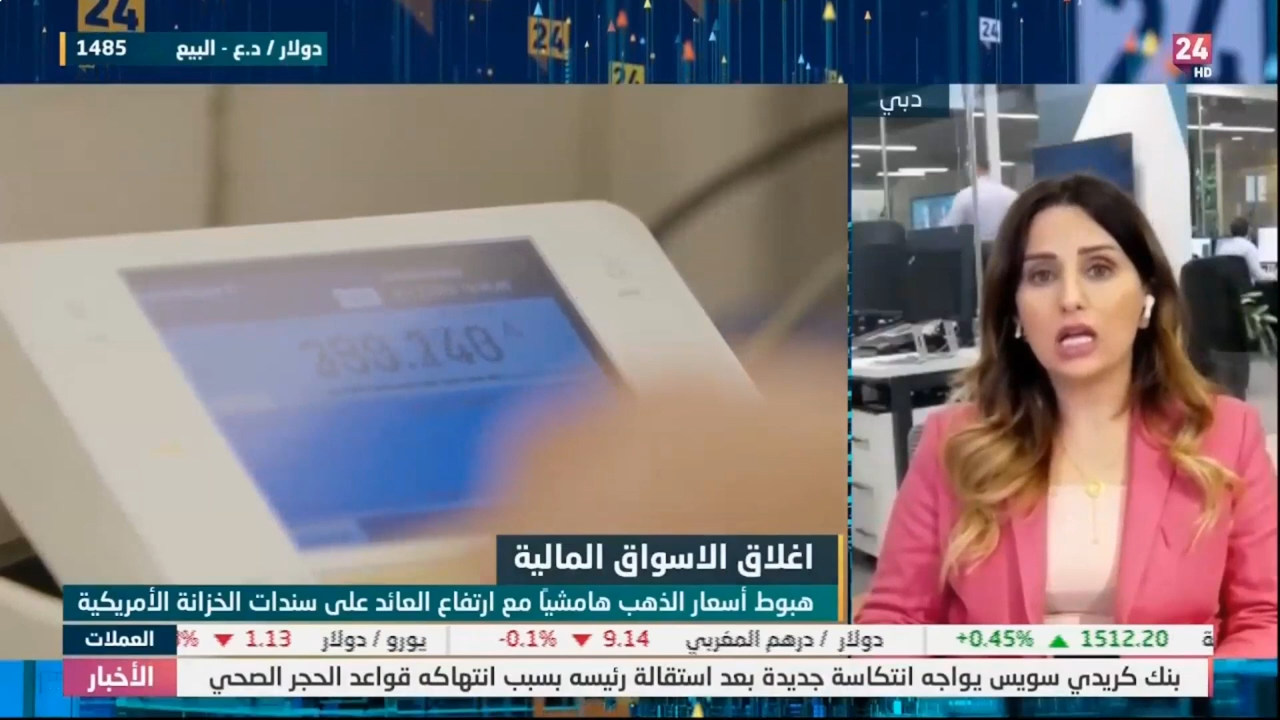 دولار / د.ع - البيع 1485
24
HD
24
24
24
24
دبي
اغلاق الاسواق المالية
هبوط أسعار الذهب هامشيًا مع ارتفاع العائد على سندات الخزانة الأمريكية
العملات
ة 1512.20 ▲ +0.45% دولار / درهم المغربي 9.14 ▼ -0.1% يورو / دولار 1.13 ▼
الأخبار
بنك كريدي سويس يواجه انتكاسة جديدة بعد استقالة رئيسه بسبب انتهاكه قواعد الحجر الصحي